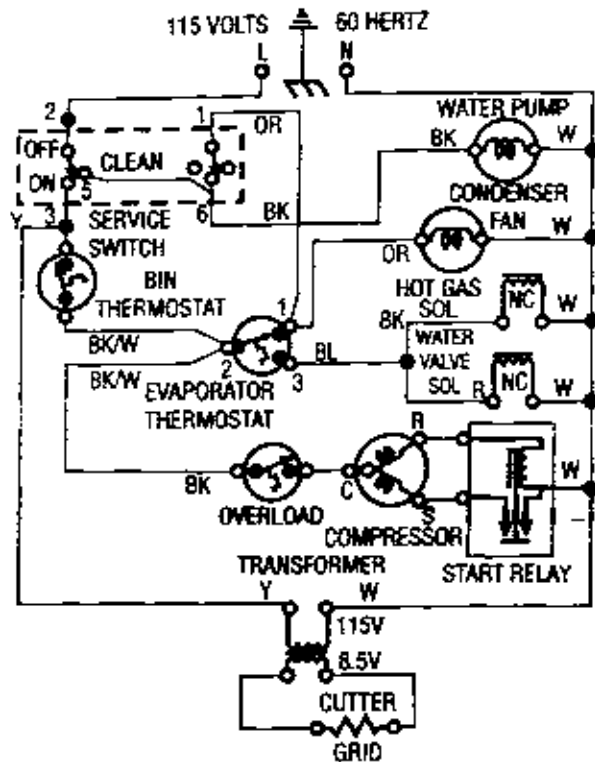 115 VOLTS 60 HERTZ
L N
2 1 OR WATER PUMP
BK W
OFF CLEAN
ON 5 CONDENSER
6 BK
Y 3 SERVICE FAN W
SWITCH OR
BIN HOT GAS
THERMOSTAT 1 SOL NC W
BK
BK/W BL WATER
2 VALVE
BK/W 3 SOL R NC W
EVAPORATOR
THERMOSTAT
R
BK C W
OVERLOAD S
COMPRESSOR
TRANSFORMER START RELAY
Y W
115V
8.5V
CUTTER
GRID